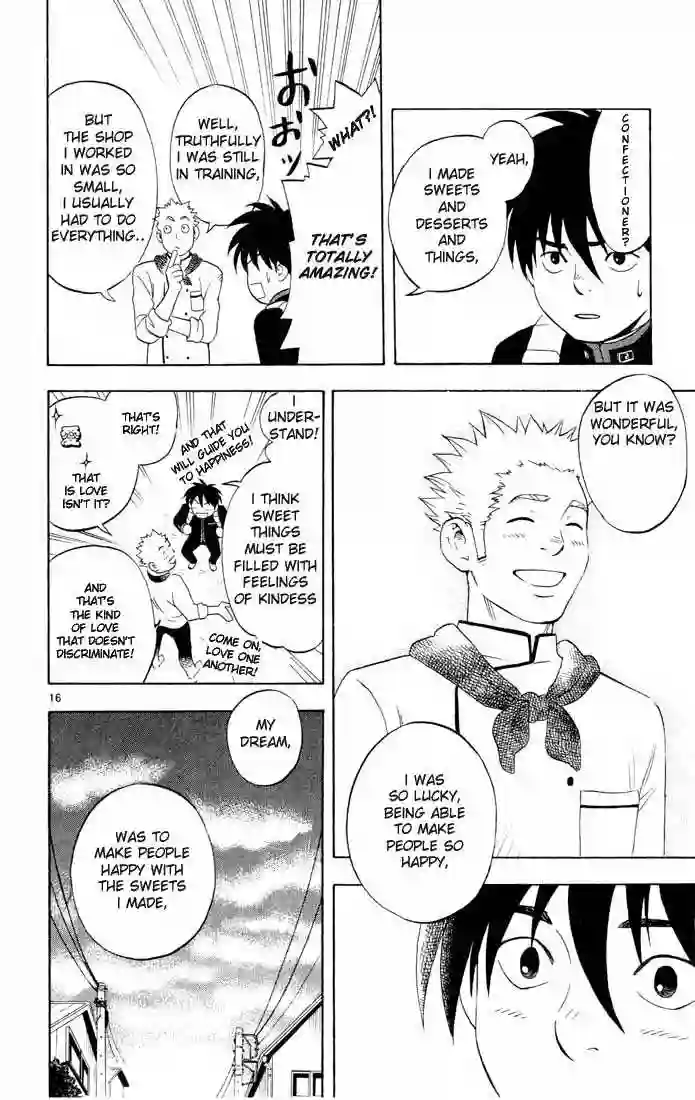 CONFECTIONER?
YEAH,
I MADE
SWEETS
AND
DESSERTS
AND
THINGS,
WHAT?!
おおッ
THAT'S
TOTALLY
AMAZING!
WELL,
TRUTHFULLY
I WAS STILL
IN TRAINING,
BUT
THE SHOP
I WORKED
IN WAS SO
SMALL,
I USUALLY
HAD TO DO
EVERYTHING..
BUT IT WAS
WONDERFUL,
YOU KNOW?
I WAS
SO LUCKY,
BEING ABLE
TO MAKE
PEOPLE SO
HAPPY,
I
UNDER-
STAND!
I THINK
SWEET
THINGS
MUST BE
FILLED WITH
FEELINGS
OF KINDESS
AND THAT
WILL GUIDE YOU
TO HAPPINESS!
THAT'S
RIGHT!
THAT
IS LOVE
ISN'T IT?
AND
THAT'S
THE KIND
OF LOVE
THAT DOESN'T
DISCRIMINATE!
COME ON,
LOVE ONE
ANOTHER!
16
MY
DREAM,
WAS TO
MAKE PEOPLE
HAPPY WITH
THE SWEETS
I MADE,